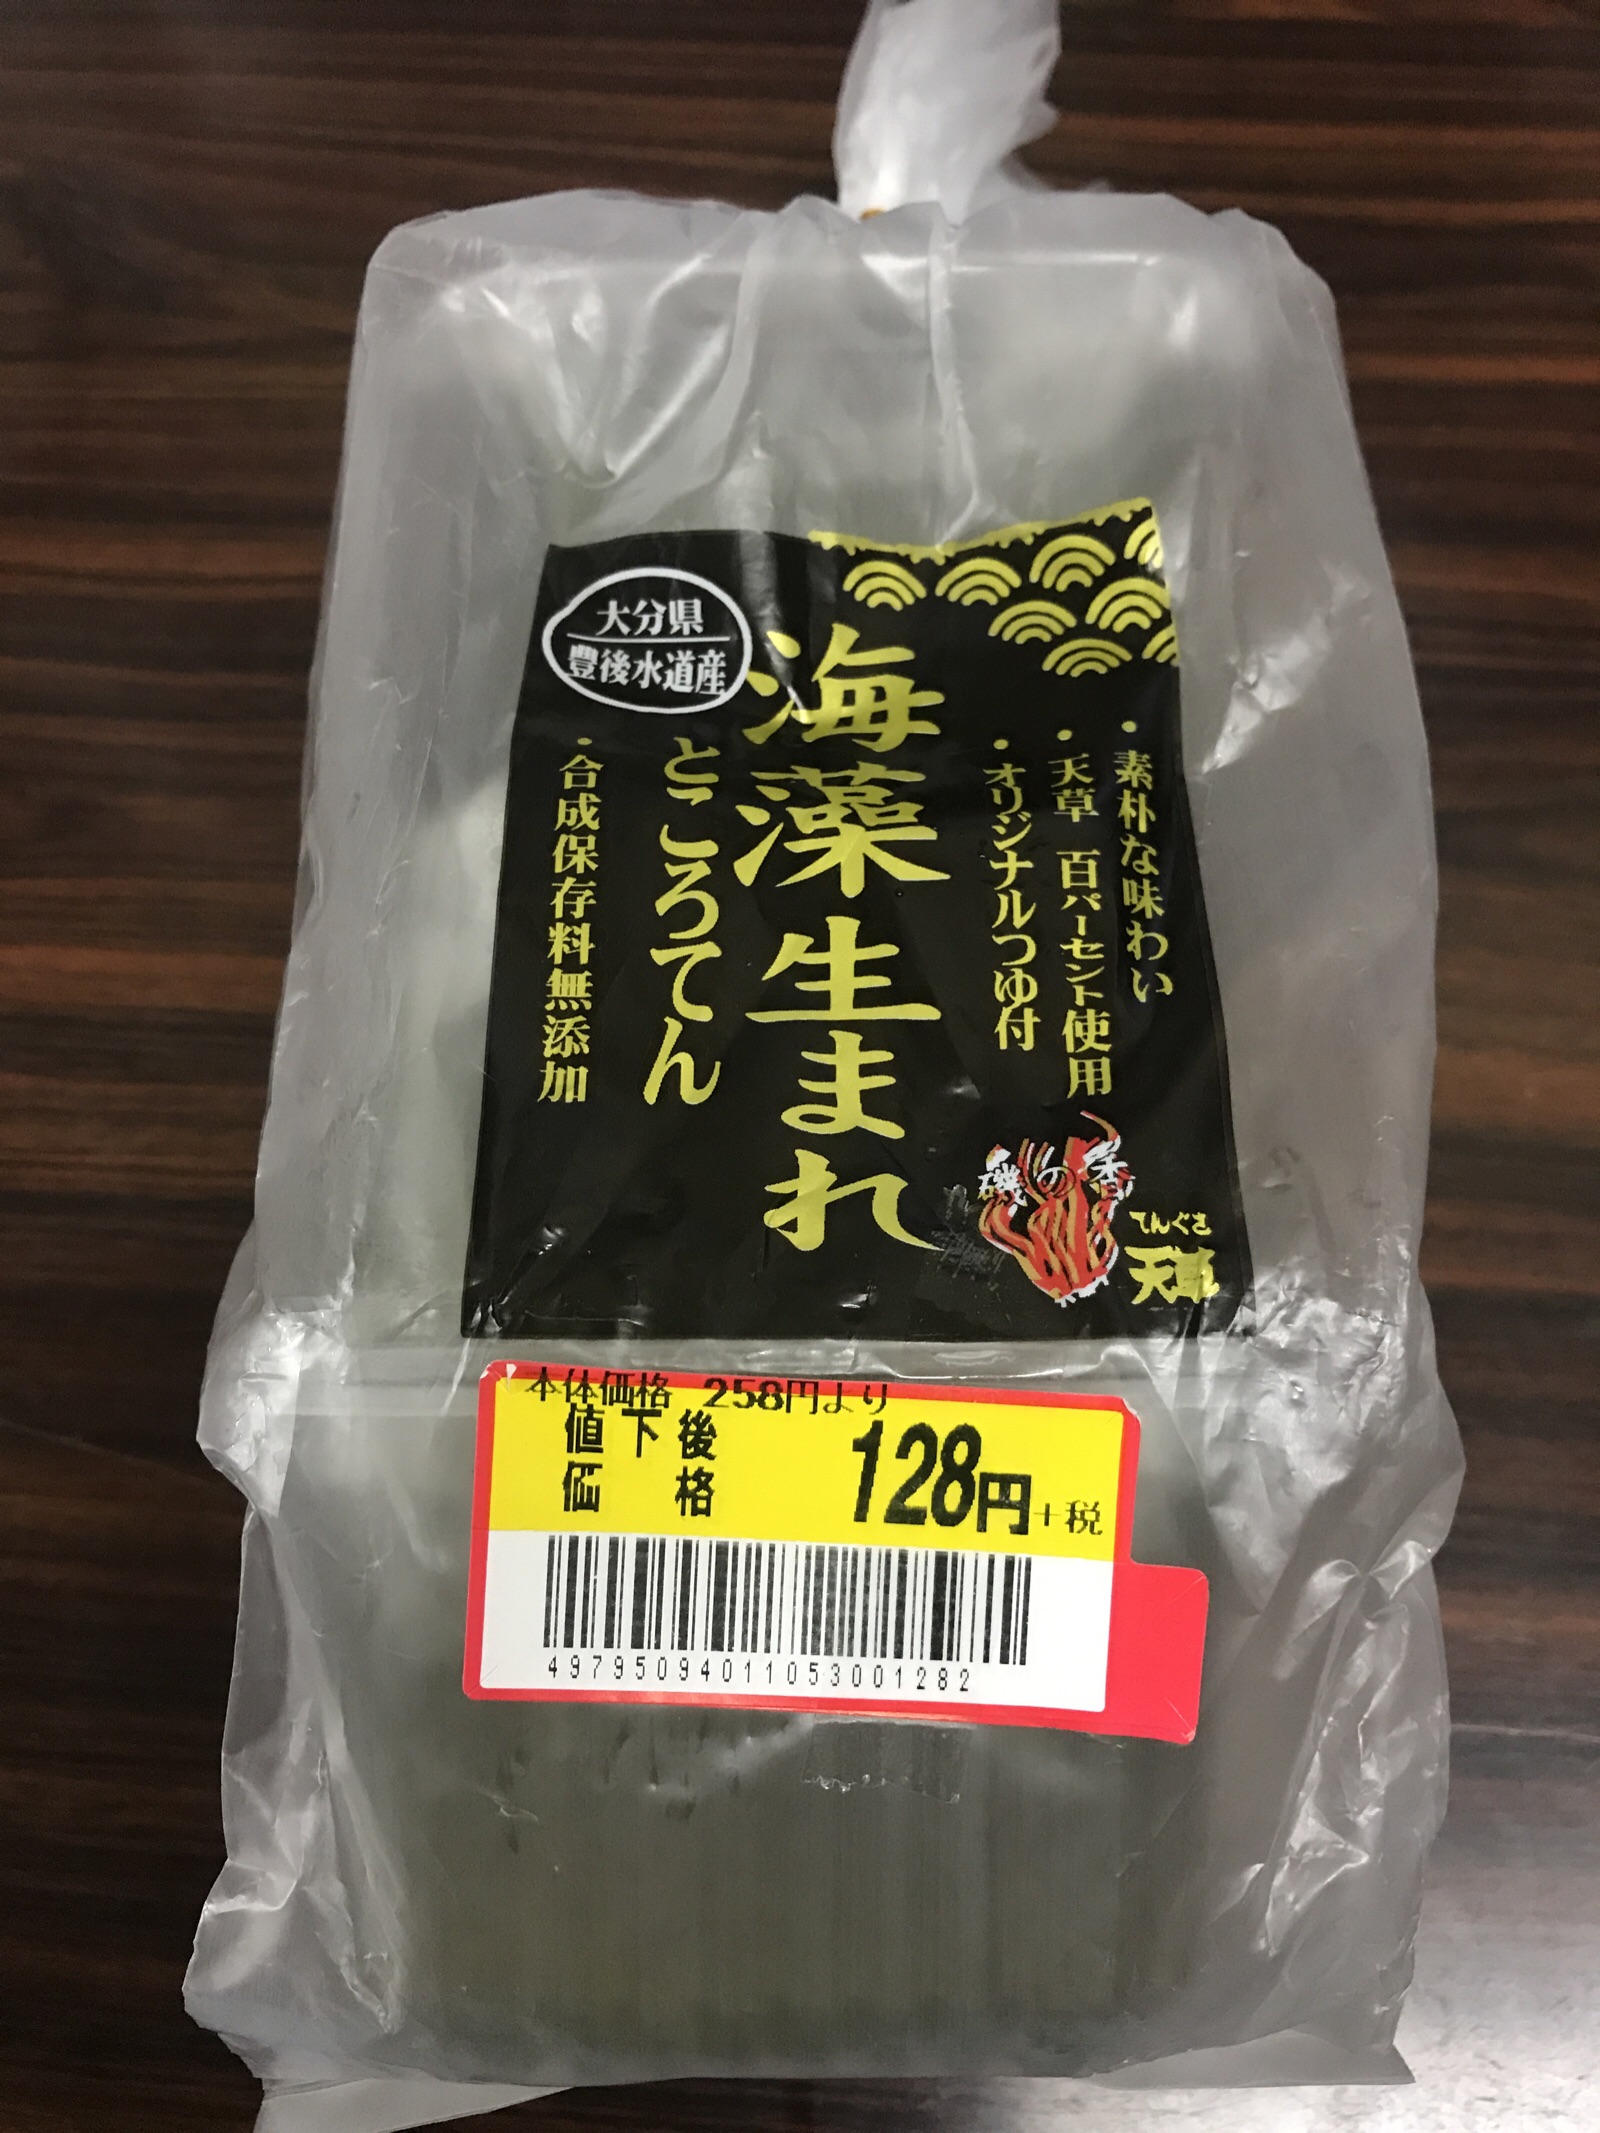 大分県
豊後水道産
・素朴な味わい
・天草 百パーセント使用
・オリジナルつゆ付
海藻生まれ
ところてん
・合成保存料無添加
磯の香
てんぐさ
天草
本体価格 258円より
値下後
価格
128円+税
49795094011053001282